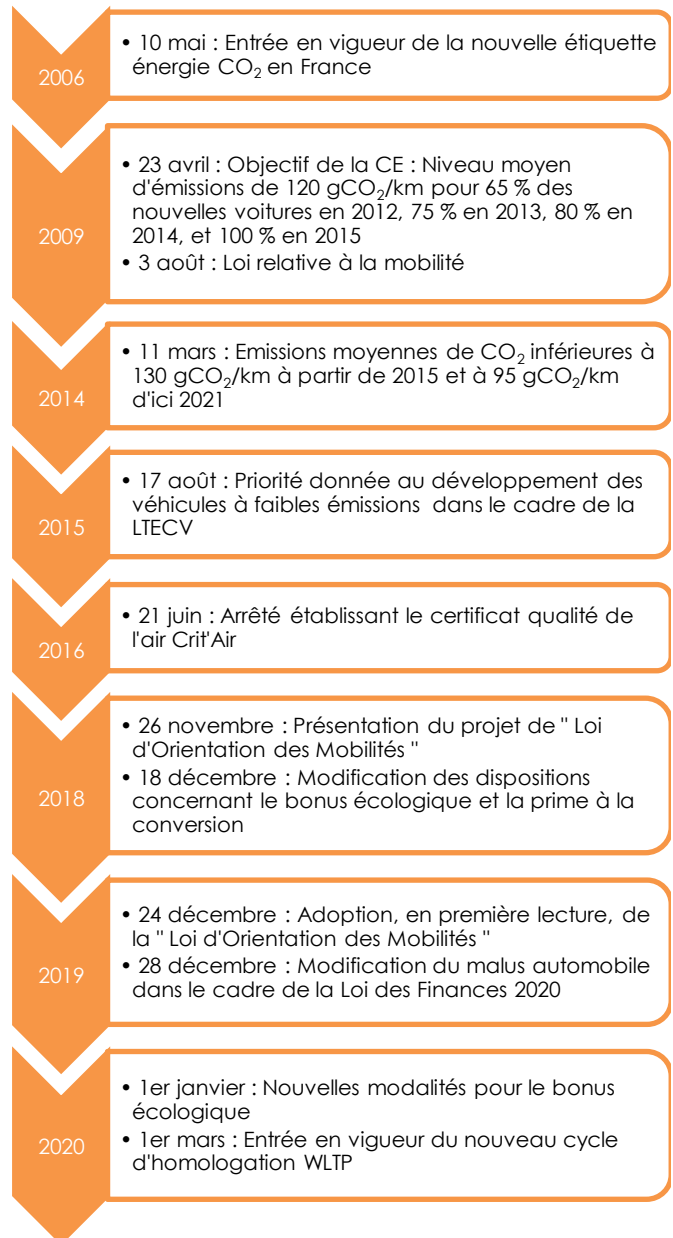 2006
• 10 mai : Entrée en vigueur de la nouvelle étiquette
énergie CO₂ en France
2009
• 23 avril : Objectif de la CE : Niveau moyen
d'émissions de 120 gCO₂/km pour 65 % des
nouvelles voitures en 2012, 75 % en 2013, 80 % en
2014, et 100 % en 2015
• 3 août : Loi relative à la mobilité
2014
• 11 mars : Emissions moyennes de CO₂ inférieures à
130 gCO₂/km à partir de 2015 et à 95 gCO₂/km
d'ici 2021
2015
• 17 août : Priorité donnée au développement des
véhicules à faibles émissions dans le cadre de la
LTECV
2016
• 21 juin : Arrêté établissant le certificat qualité de
l'air Crit'Air
2018
• 26 novembre : Présentation du projet de " Loi
d'Orientation des Mobilités "
• 18 décembre : Modification des dispositions
concernant le bonus écologique et la prime à la
conversion
2019
• 24 décembre : Adoption, en première lecture, de
la " Loi d'Orientation des Mobilités "
• 28 décembre : Modification du malus automobile
dans le cadre de la Loi des Finances 2020
2020
• 1er janvier : Nouvelles modalités pour le bonus
écologique
• 1er mars : Entrée en vigueur du nouveau cycle
d'homologation WLTP